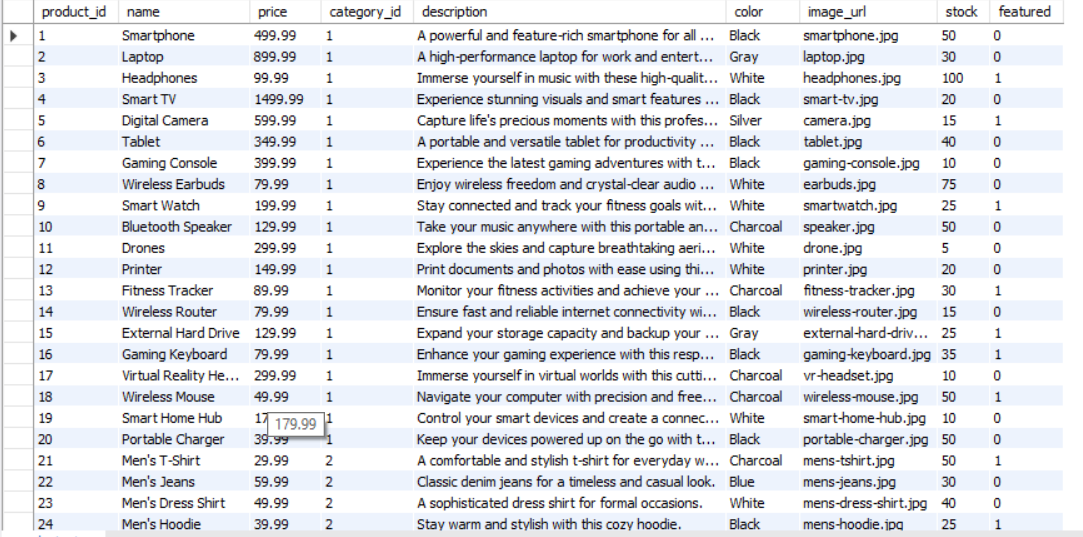 product_id name price category_id description color image_url stock featured
1 Smartphone 499.99 1 A powerful and feature-rich smartphone for all ... Black smartphone.jpg 50 0
2 Laptop 899.99 1 A high-performance laptop for work and entert... Gray laptop.jpg 30 0
3 Headphones 99.99 1 Immerse yourself in music with these high-qualit... White headphones.jpg 100 1
4 Smart TV 1499.99 1 Experience stunning visuals and smart features ... Black smart-tv.jpg 20 0
5 Digital Camera 599.99 1 Capture life's precious moments with this profes... Silver camera.jpg 15 1
6 Tablet 349.99 1 A portable and versatile tablet for productivity ... Black tablet.jpg 40 0
7 Gaming Console 399.99 1 Experience the latest gaming adventures with t... Black gaming-console.jpg 10 0
8 Wireless Earbuds 79.99 1 Enjoy wireless freedom and crystal-clear audio ... White earbuds.jpg 75 0
9 Smart Watch 199.99 1 Stay connected and track your fitness goals wit... White smartwatch.jpg 25 1
10 Bluetooth Speaker 129.99 1 Take your music anywhere with this portable an... Charcoal speaker.jpg 50 0
11 Drones 299.99 1 Explore the skies and capture breathtaking aeri... White drone.jpg 5 0
12 Printer 149.99 1 Print documents and photos with ease using thi... White printer.jpg 20 0
13 Fitness Tracker 89.99 1 Monitor your fitness activities and achieve your ... Charcoal fitness-tracker.jpg 30 1
14 Wireless Router 79.99 1 Ensure fast and reliable internet connectivity wi... Black wireless-router.jpg 15 0
15 External Hard Drive 129.99 1 Expand your storage capacity and backup your ... Gray external-hard-driv... 25 1
16 Gaming Keyboard 79.99 1 Enhance your gaming experience with this resp... Black gaming-keyboard.jpg 35 1
17 Virtual Reality He... 299.99 1 Immerse yourself in virtual worlds with this cutti... Charcoal vr-headset.jpg 10 0
18 Wireless Mouse 49.99 1 Navigate your computer with precision and free... Charcoal wireless-mouse.jpg 50 1
19 Smart Home Hub 17 179.99 1 Control your smart devices and create a connec... White smart-home-hub.jpg 10 0
20 Portable Charger 39.99 1 Keep your devices powered up on the go with t... Black portable-charger.jpg 50 0
21 Men's T-Shirt 29.99 2 A comfortable and stylish t-shirt for everyday w... Charcoal mens-tshirt.jpg 50 1
22 Men's Jeans 59.99 2 Classic denim jeans for a timeless and casual look. Blue mens-jeans.jpg 30 0
23 Men's Dress Shirt 49.99 2 A sophisticated dress shirt for formal occasions. White mens-dress-shirt.jpg 40 0
24 Men's Hoodie 39.99 2 Stay warm and stylish with this cozy hoodie. Black mens-hoodie.jpg 25 1